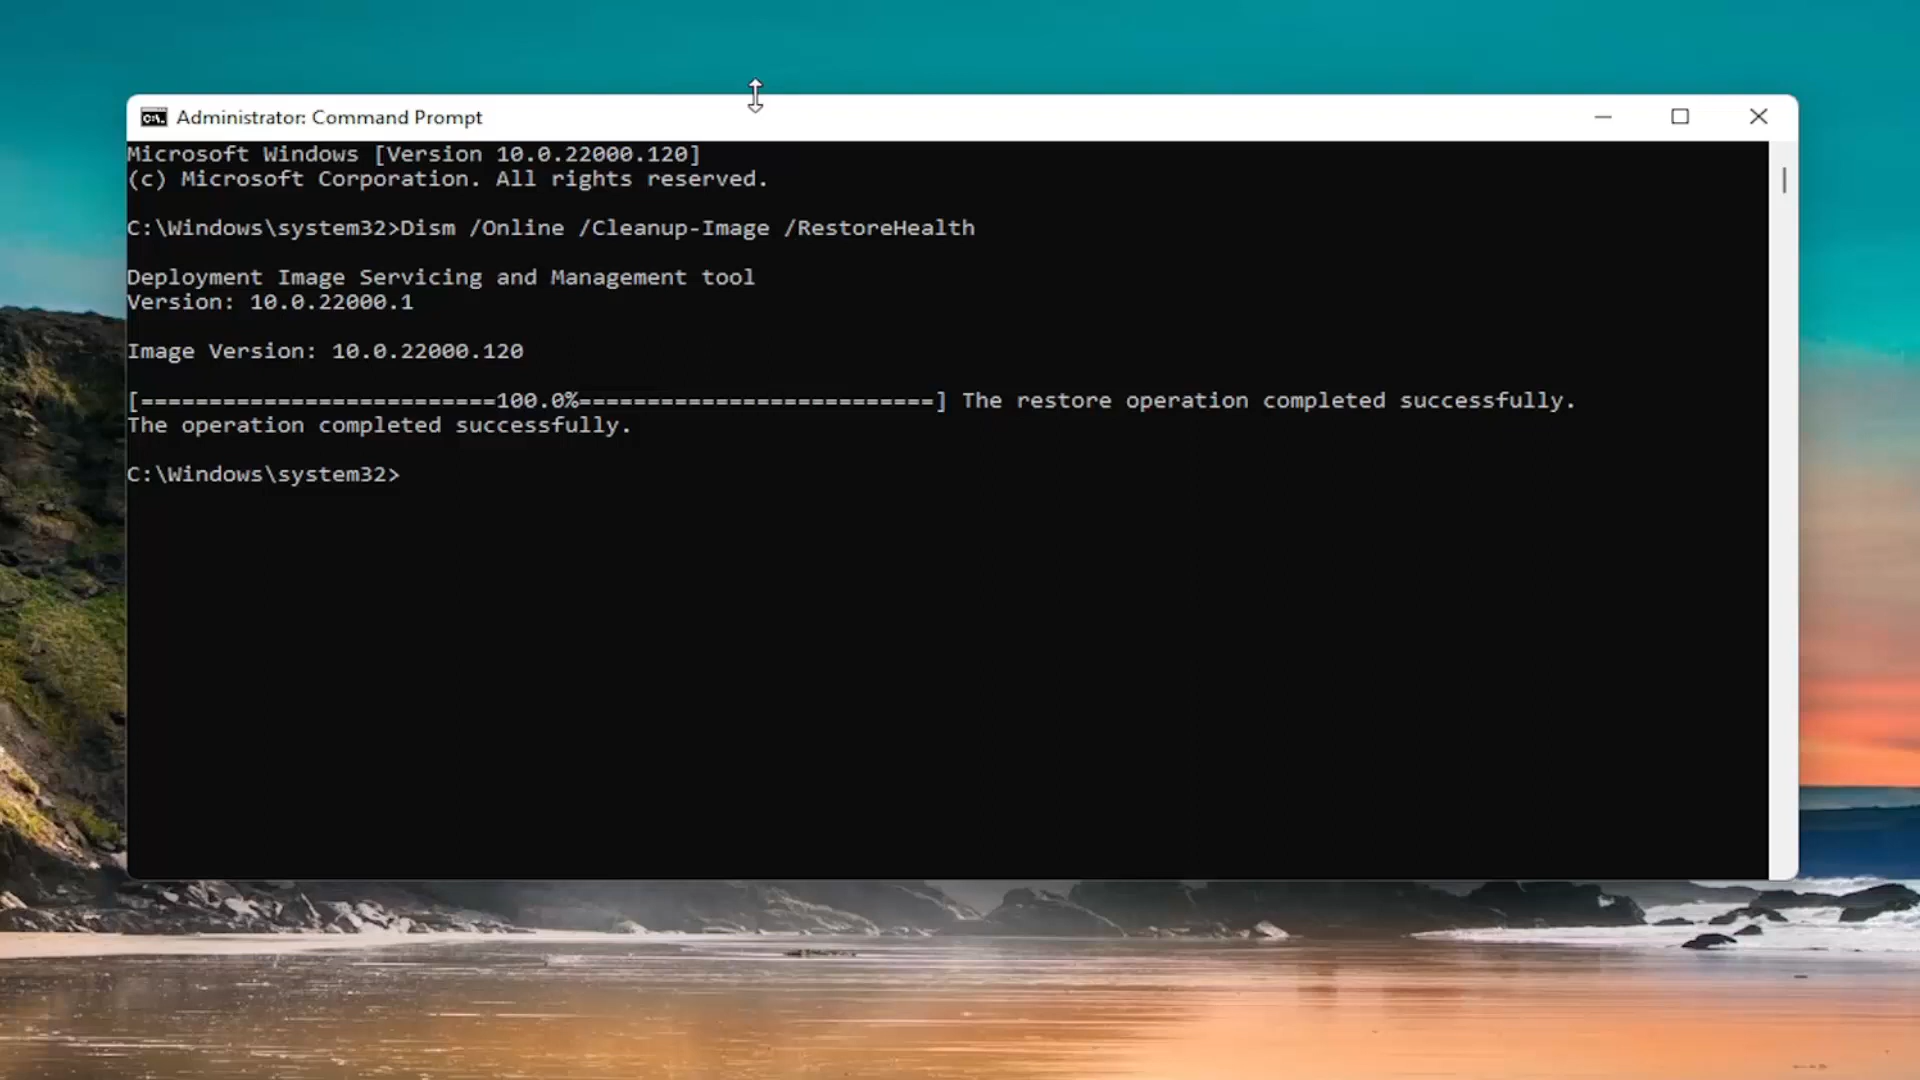 Administrator: Command Prompt
Microsoft Windows [Version 10.0.22000.120]
(c) Microsoft Corporation. All rights reserved.
C:\Windows\system32>Dism /Online /Cleanup-Image /RestoreHealth
Deployment Image Servicing and Management tool
Version: 10.0.22000.1
Image Version: 10.0.22000.120
[==========================100.0%==========================] The restore operation completed successfully.
The operation completed successfully.
C:\Windows\system32>